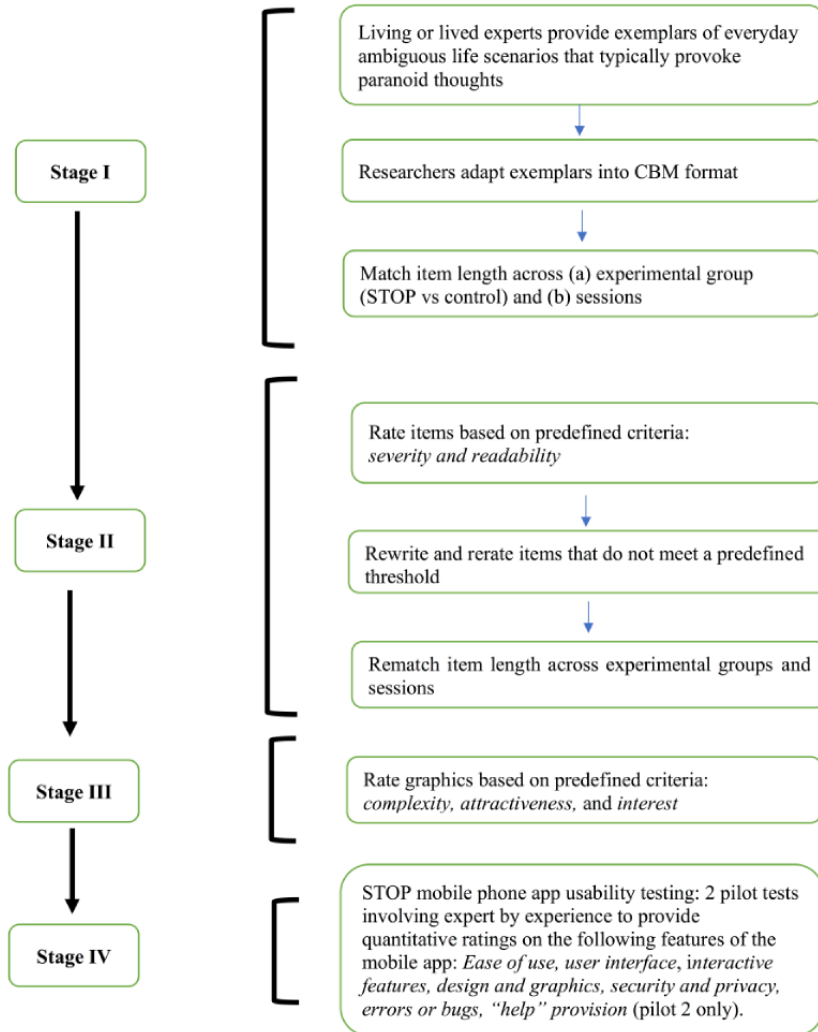 Living or lived experts provide exemplars of everyday
ambiguous life scenarios that typically provoke
paranoid thoughts
Stage I
Researchers adapt exemplars into CBM format
Match item length across (a) experimental group
(STOP vs control) and (b) sessions
Rate items based on predefined criteria:
severity and readability
Stage II
Rewrite and rerate items that do not meet a predefined
threshold
Rematch item length across experimental groups and
sessions
Stage III
Rate graphics based on predefined criteria:
complexity, attractiveness, and interest
STOP mobile phone app usability testing: 2 pilot tests
involving expert by experience to provide
quantitative ratings on the following features of the
mobile app: Ease of use, user interface, interactive
features, design and graphics, security and privacy,
errors or bugs, “help” provision (pilot 2 only).
Stage IV